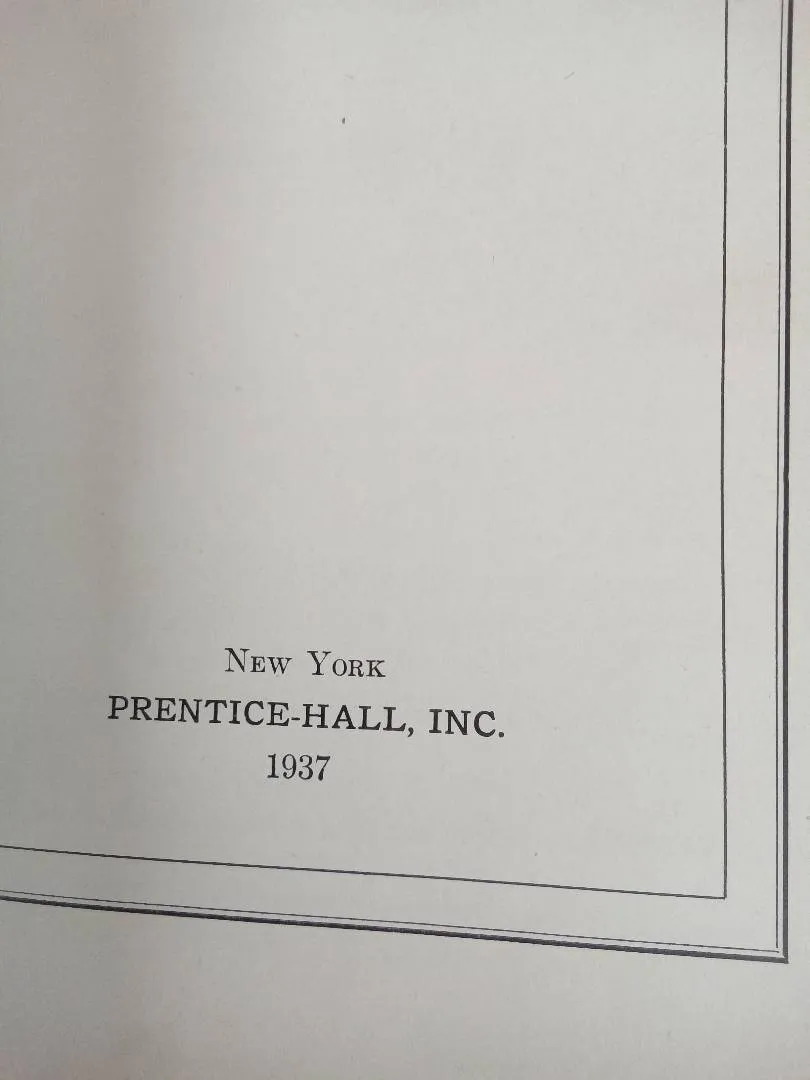 New York
PRENTICE-HALL, INC.
1937